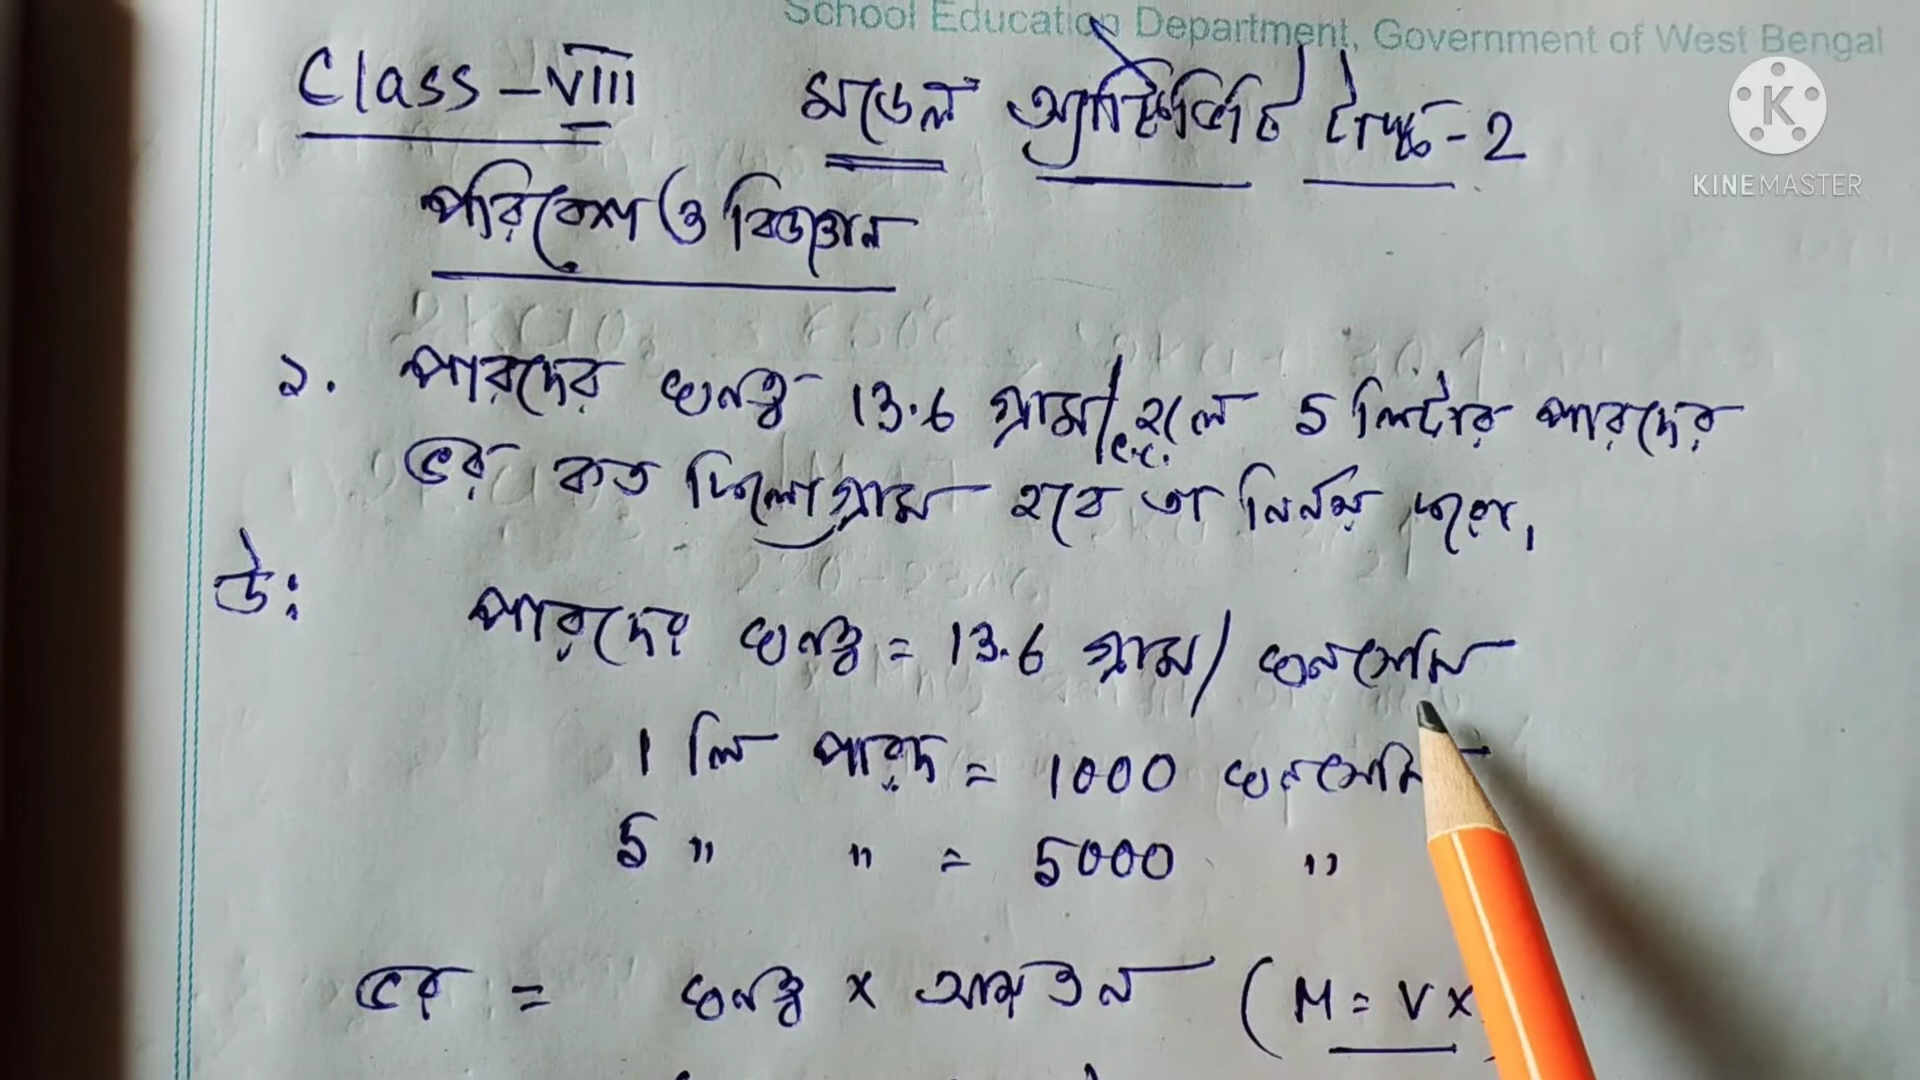 School Education Department, Government of West Bengal
Class-VIII মডেল অ্যাক্টিভিটি টাস্ক-2
K
KINEMASTER
পরিবেশ ও বিজ্ঞান
১. পারদের ঘনত্ব 13.6 গ্রাম/c.c. হলে 5 লিটার পারদের
ভর কত কিলোগ্রাম হবে তা নির্নয় করো।
উঃ পারদের ঘনত্ব = 13.6 গ্রাম/ ঘনসেমি
1 লি পারদ = 1000 ঘনসেমি
5 " " = 5000 "
ভর = ঘনত্ব x আয়তন (M = V x